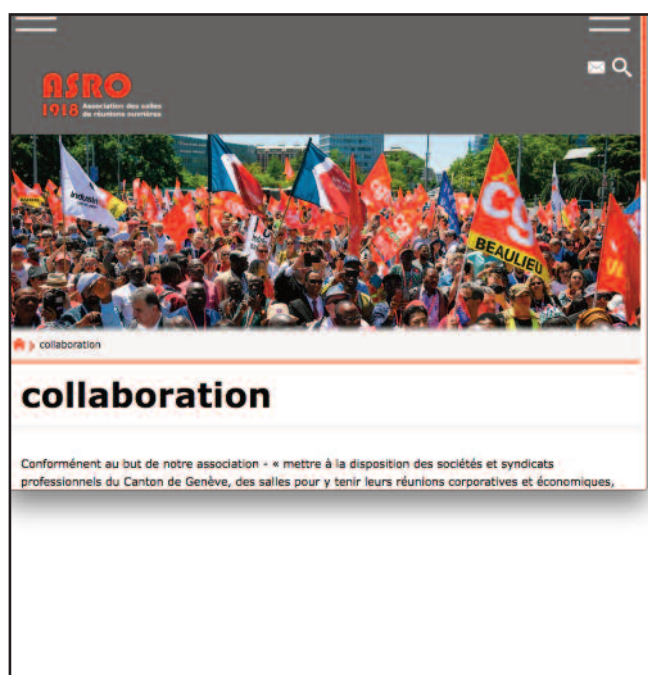 ASRO
1918 Association des salles
de réunions ouvrières
industri
cg
BEAULIEU
collaboration
collaboration
Conforménent au but de notre association - « mettre à la disposition des sociétés et syndicats
professionnels du Canton de Genève, des salles pour y tenir leurs réunions corporatives et économiques,